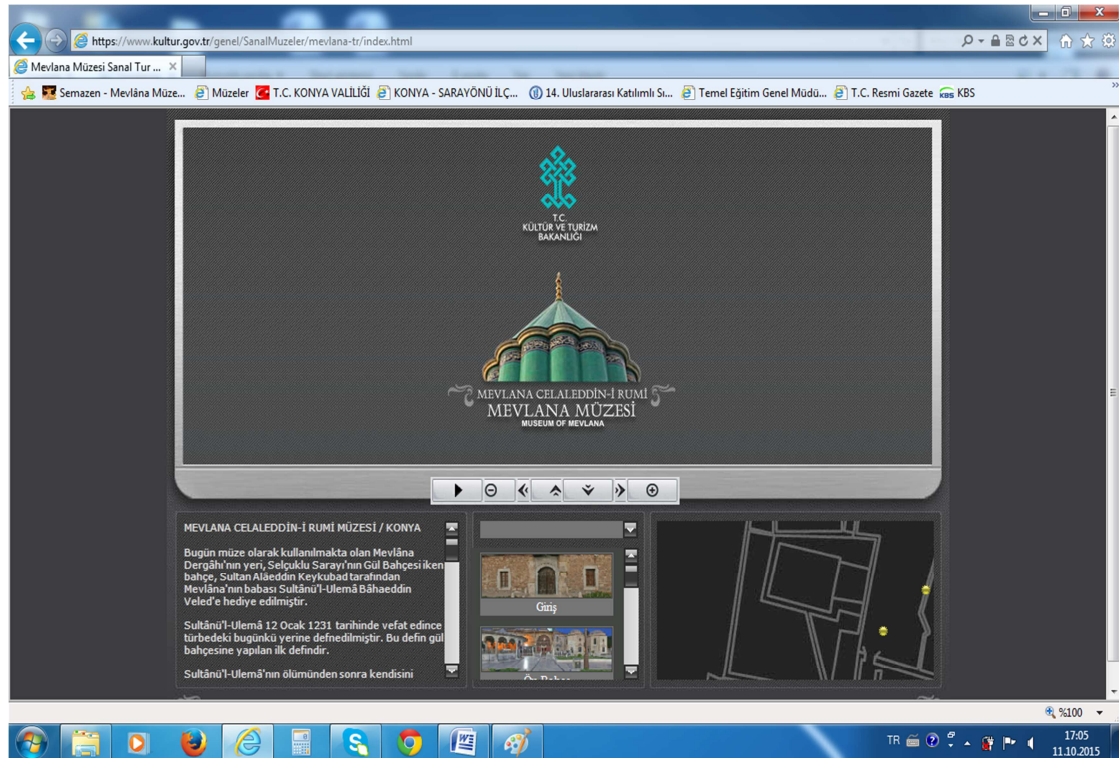 https://www.kultur.gov.tr/genel/SanalMuzeler/mevlana-tr/index.html
Mevlana Müzesi Sanal Tur ...
Semazen - Mevlâna Müze... Müzeler T.C. KONYA VALİLİĞİ KONYA - SARAYÖNÜ İLÇ... 14. Uluslararası Katılımlı Sı... Temel Eğitim Genel Müdü... T.C. Resmi Gazete KBS KBS
T.C.
KÜLTÜR VE TURİZM
BAKANLIĞI
MEVLANA CELALEDDİN-İ RUMİ
MEVLANA MÜZESİ
MUSEUM OF MEVLANA
MEVLANA CELALEDDİN-İ RUMİ MÜZESİ / KONYA
Bugün müze olarak kullanılmakta olan Mevlâna
Dergâhı'nın yeri, Selçuklu Sarayı'nın Gül Bahçesi iken
bahçe, Sultan Alâeddin Keykubad tarafından
Mevlâna'nın babası Sultânü'l-Ulemâ Bâhaeddin
Veled'e hediye edilmiştir.
Sultânü'l-Ulemâ 12 Ocak 1231 tarihinde vefat edince
türbedeki bugünkü yerine defnedilmiştir. Bu defin gül
bahçesine yapılan ilk defindir.
Sultânü'l-Ulemâ'nın ölümünden sonra kendisini
Giriş
Ön Bahçe
%100
TR
17:05
11.10.2015